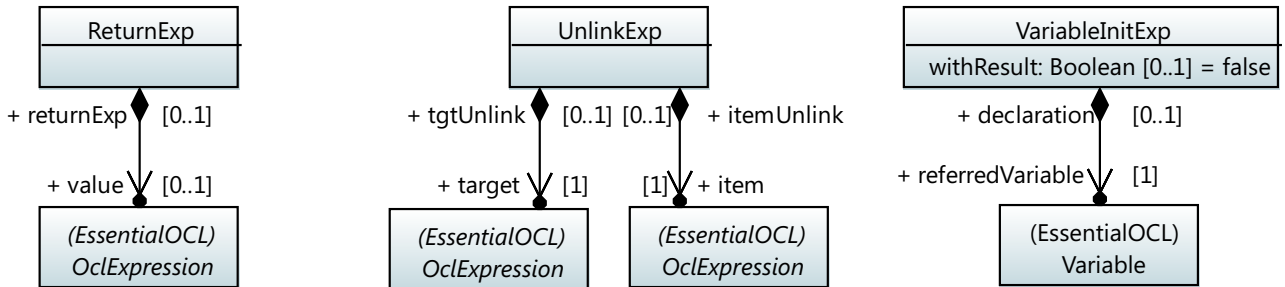 ReturnExp
+ returnExp [0..1]
+ value [0..1]
(EssentialOCL)
OclExpression
UnlinkExp
+ tgtUnlink [0..1] [0..1] + itemUnlink
+ target [1] [1] + item
(EssentialOCL)
OclExpression
(EssentialOCL)
OclExpression
VariableInitExp
withResult: Boolean [0..1] = false
+ declaration [0..1]
+ referredVariable [1]
(EssentialOCL)
Variable